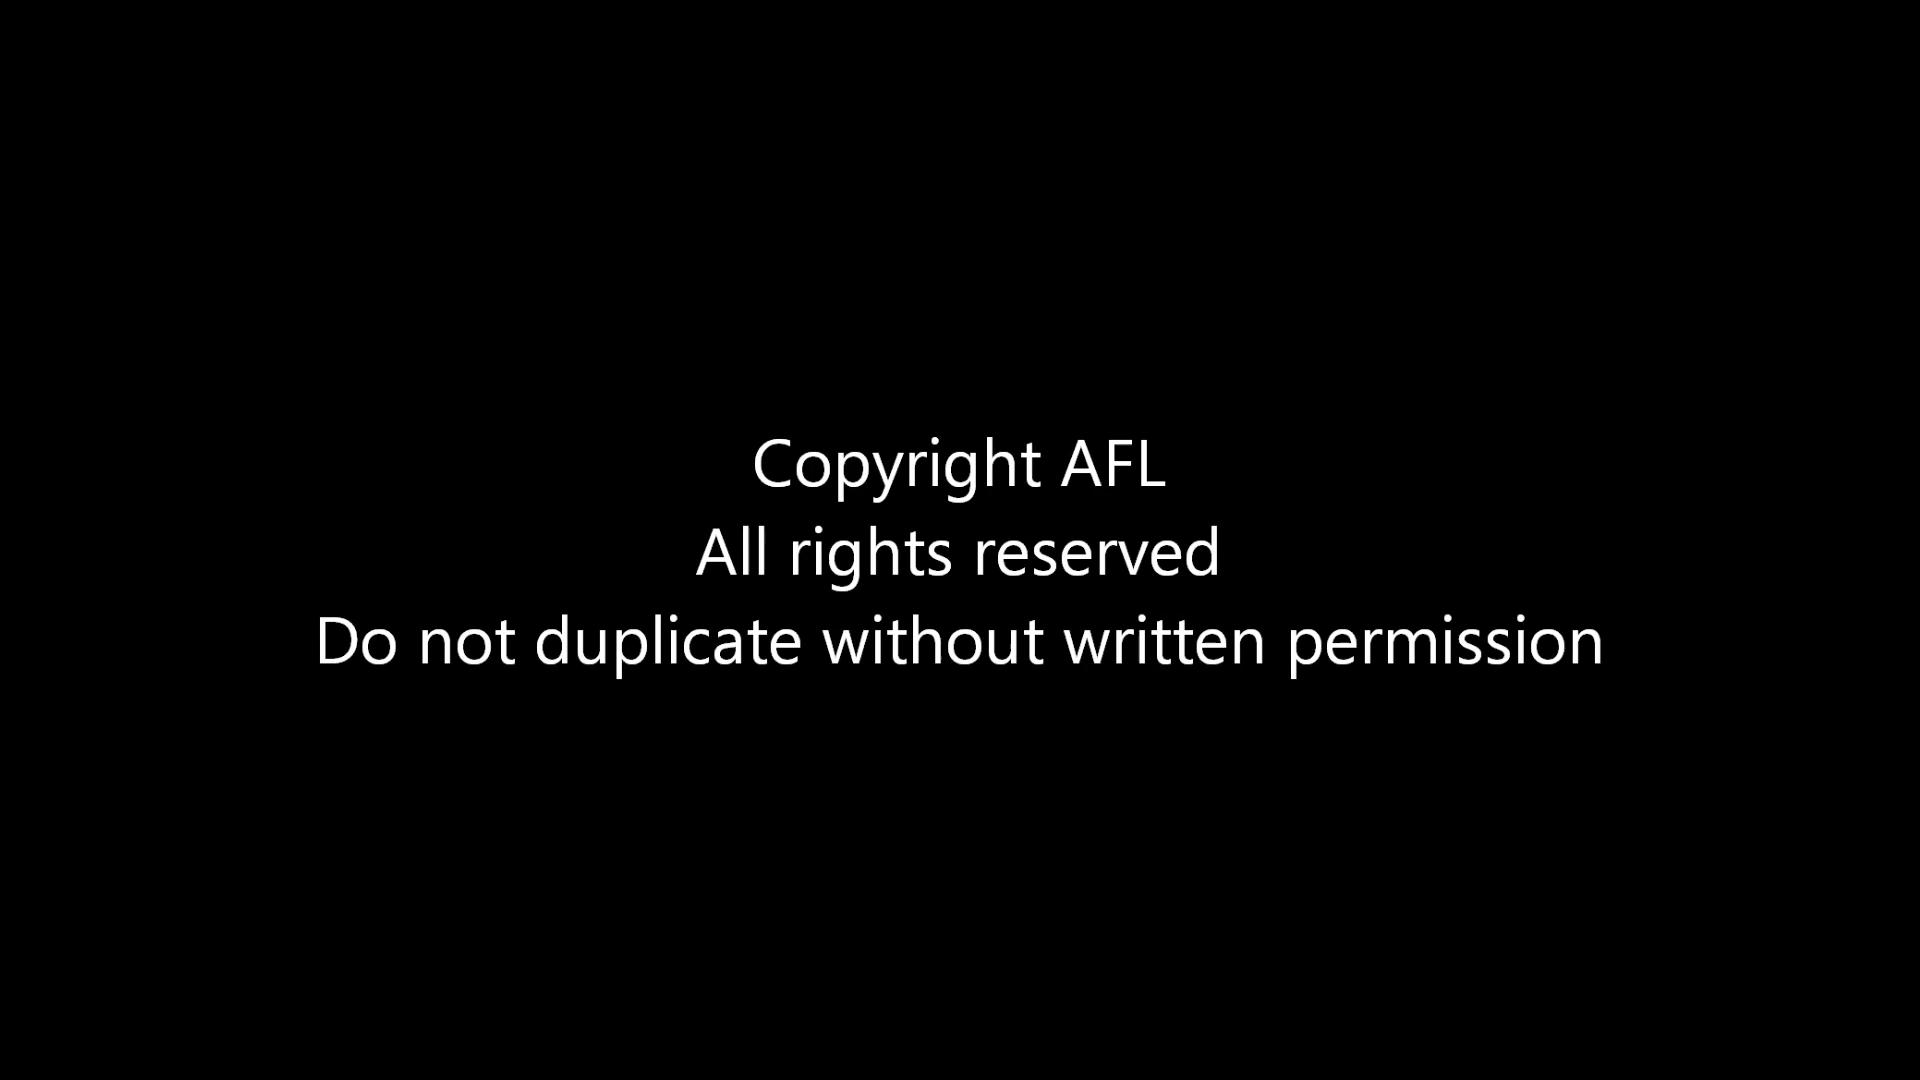 Copyright AFL
All rights reserved
Do not duplicate without written permission